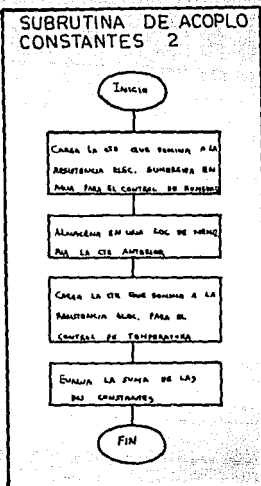 SUBRUTINA DE ACOPLO
CONSTANTES 2
INICIO
CARGA LA CTE QUE DOMINA A LA
RESISTENCIA ELEC. SUMERGIDA EN
AGUA PARA EL CONTROL DE HUMEDAD
ALMACENA EN UNA LOC DE MEMO
RIA LA CTE ANTERIOR
CARGA LA CTE QUE DOMINA A LA
RESISTENCIA ELEC. PARA EL
CONTROL DE TEMPERATURA
EVALUA LA SUMA DE LAS
DOS CONSTANTES
FIN